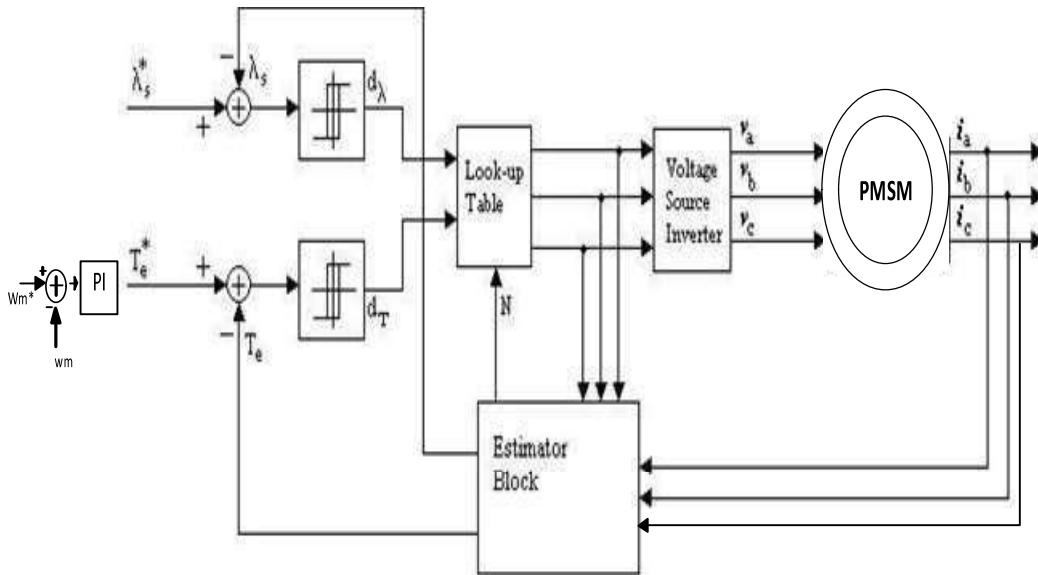 λs*
+
−
λs
dλ
Look-up
Table
Voltage
Source
Inverter
va
vb
vc
PMSM
ia
ib
ic
Wm*
+
+
−
wm
PI
Te*
+
+
+
−
Te
dT
N
Estimator
Block